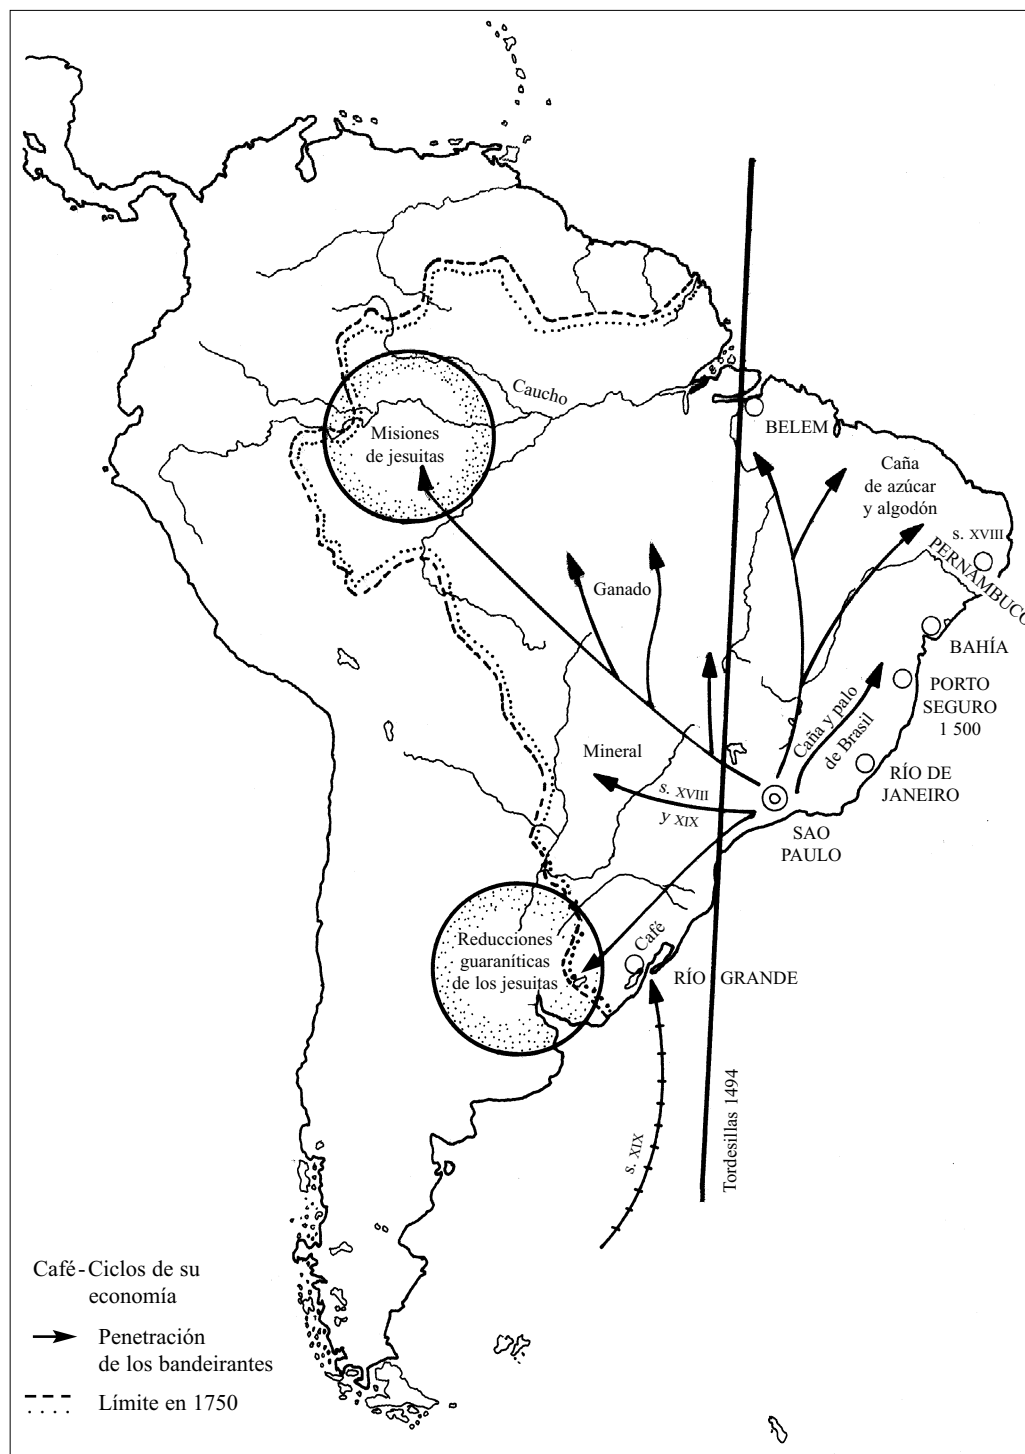 Caucho
Misiones
de jesuitas
BELEM
Caña
de azúcar
y algodón
s. XVIII
PERNAMBUCO
Ganado
BAHÍA
PORTO
SEGURO
1 500
Caña y palo
de Brasil
Mineral
s. XVIII
y XIX
RÍO DE
JANEIRO
SAO
PAULO
Reducciones
guaraníticas
de los jesuitas
Café
RÍO GRANDE
Tordesillas 1494
s. XIX
Café-Ciclos de su
economía
Penetración
de los bandeirantes
Límite en 1750